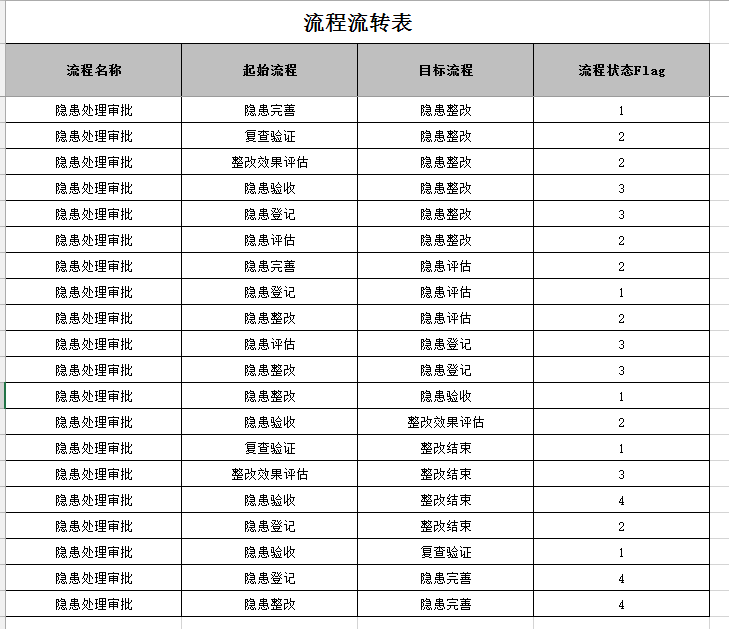 流程流转表
流程名称 起始流程 目标流程 流程状态Flag
隐患处理审批 隐患完善 隐患整改 1
隐患处理审批 复查验证 隐患整改 2
隐患处理审批 整改效果评估 隐患整改 2
隐患处理审批 隐患验收 隐患整改 3
隐患处理审批 隐患登记 隐患整改 3
隐患处理审批 隐患评估 隐患整改 2
隐患处理审批 隐患完善 隐患评估 2
隐患处理审批 隐患登记 隐患评估 1
隐患处理审批 隐患整改 隐患评估 2
隐患处理审批 隐患评估 隐患登记 3
隐患处理审批 隐患整改 隐患登记 3
隐患处理审批 隐患整改 隐患验收 1
隐患处理审批 隐患验收 整改效果评估 2
隐患处理审批 复查验证 整改结束 1
隐患处理审批 整改效果评估 整改结束 3
隐患处理审批 隐患验收 整改结束 4
隐患处理审批 隐患登记 整改结束 2
隐患处理审批 隐患验收 复查验证 1
隐患处理审批 隐患登记 隐患完善 4
隐患处理审批 隐患整改 隐患完善 4